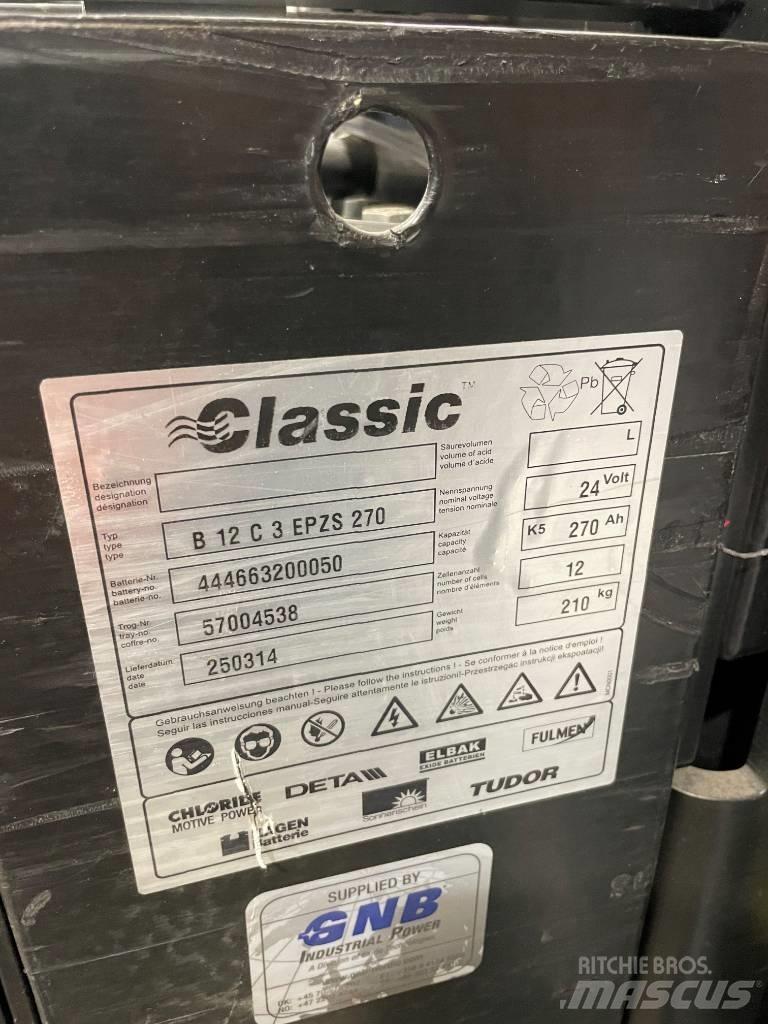 Classic™
Pb
Bezeichnung
designation
désignation
Säurevolumen
volume of acid
volume d'acide
L
Typ
type
type
B 12 C 3 EPZS 270
Nennspannung
nominal voltage
tension nominale
24 Volt
Batterie-Nr.
battery-no.
batterie-no.
444663200050
Kapazität
capacity
capacité
K5 270 Ah
Trog-Nr.
tray-no.
coffre-no.
57004538
Zellenanzahl
number of cells
nombre d'éléments
12
Lieferdatum
date
date
250314
Gewicht
weight
poids
210 kg
Gebrauchsanweisung beachten ! - Please follow the instructions ! - Se conformer à la notice d'emploi !
Seguir las instrucciones manual-Seguire attentamente le istruzioni!-Przestrzegac instrukcji ekspoatacji!
CHLORIDE
MOTIVE POWER
DETA
ELBAK
EXIDE BATTERIEN
FULMEN
HAGEN
Batterie
Sonnenschein
TUDOR
SUPPLIED BY
GNB
INDUSTRIAL POWER
RITCHIE BROS.
MASCUS